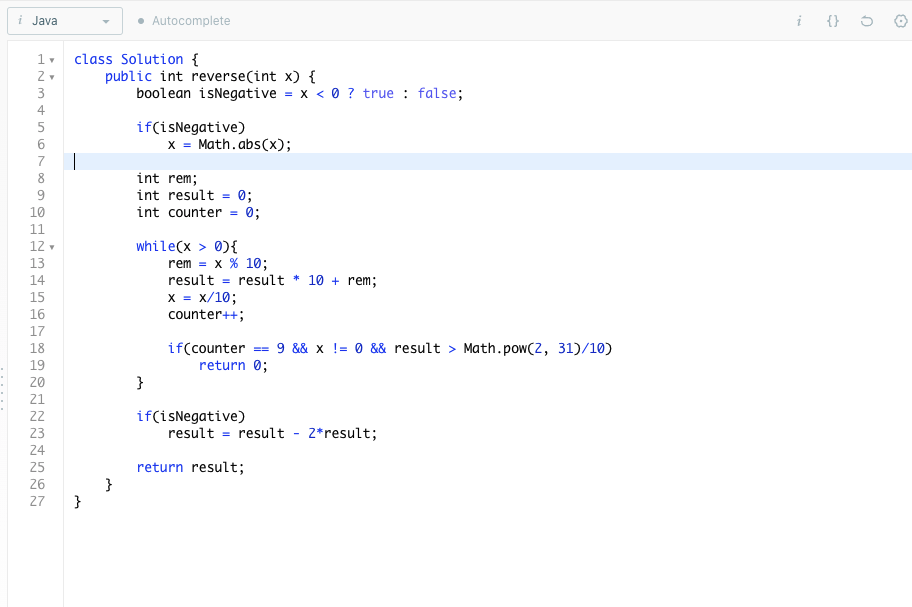 i Java
Autocomplete
i {}
1 class Solution {
2     public int reverse(int x) {
3         boolean isNegative = x < 0 ? true : false;
4
5         if(isNegative)
6             x = Math.abs(x);
7
8         int rem;
9         int result = 0;
10         int counter = 0;
11
12         while(x > 0){
13             rem = x % 10;
14             result = result * 10 + rem;
15             x = x/10;
16             counter++;
17
18             if(counter == 9 && x != 0 && result > Math.pow(2, 31)/10)
19                 return 0;
20         }
21
22         if(isNegative)
23             result = result - 2*result;
24
25         return result;
26     }
27 }